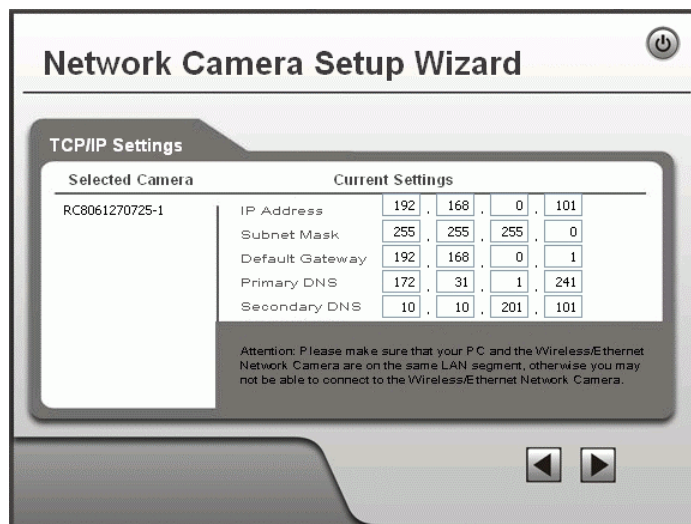 Network Camera Setup Wizard
TCP/IP Settings
Selected Camera
Current Settings
RC8061270725-1
IP Address 192 . 168 . 0 . 101
Subnet Mask 255 . 255 . 255 . 0
Default Gateway 192 . 168 . 0 . 1
Primary DNS 172 . 31 . 1 . 241
Secondary DNS 10 . 10 . 201 . 101
Attention: Please make sure that your PC and the Wireless/Ethernet
Network Camera are on the same LAN segment, otherwise you may
not be able to connect to the Wireless/Ethernet Network Camera.